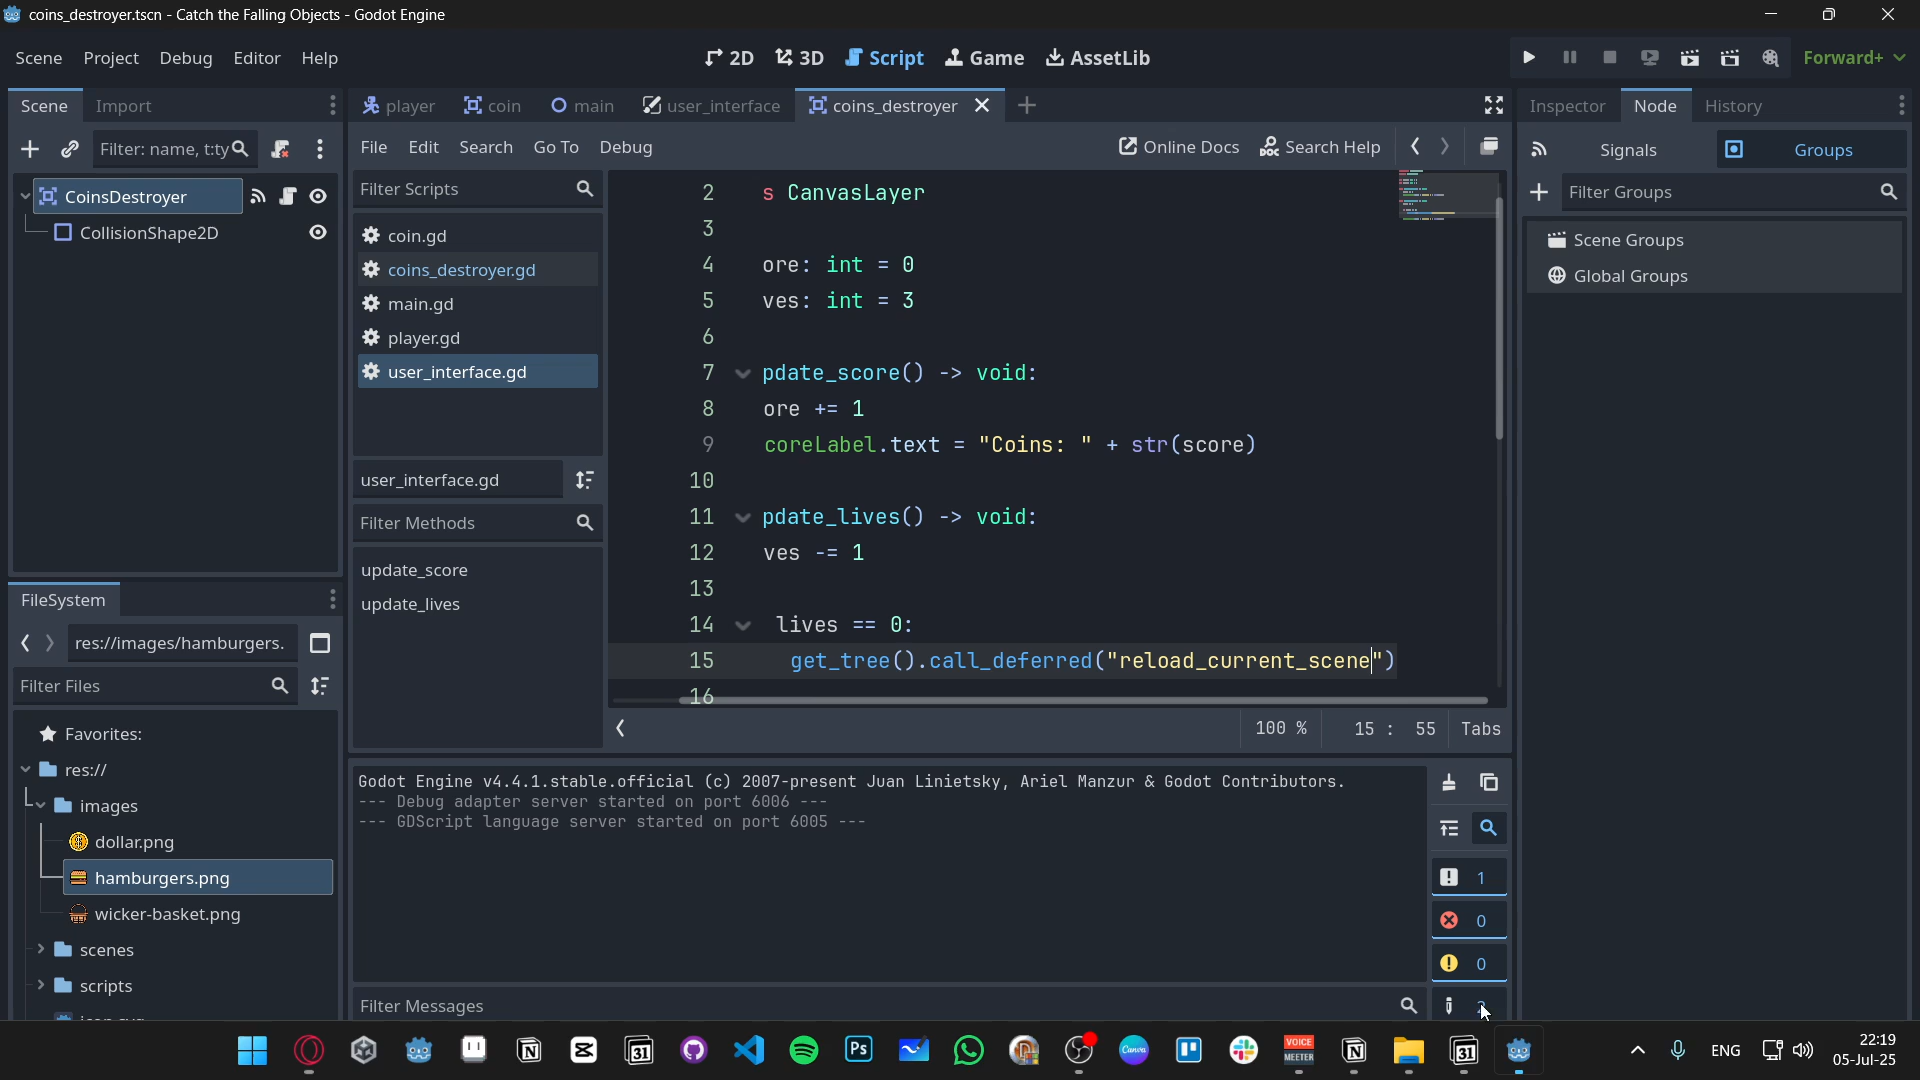 coins_destroyer.tscn - Catch the Falling Objects - Godot Engine
Scene Project Debug Editor Help
2D 3D Script Game AssetLib
Forward+
Scene Import
player coin main user_interface coins_destroyer
Inspector Node History
Filter: name, t:ty
File Edit Search Go To Debug
Online Docs Search Help
Signals Groups
CoinsDestroyer
CollisionShape2D
Filter Scripts
coin.gd
coins_destroyer.gd
main.gd
player.gd
user_interface.gd
user_interface.gd
Filter Methods
update_score
update_lives
2 s CanvasLayer
3
4 ore: int = 0
5 ves: int = 3
6
7 pdate_score() -> void:
8 ore += 1
9 coreLabel.text = "Coins: " + str(score)
10
11 pdate_lives() -> void:
12 ves -= 1
13
14 lives == 0:
15 get_tree().call_deferred("reload_current_scene")
16
100 % 15 : 55 Tabs
Filter Groups
Scene Groups
Global Groups
FileSystem
res://images/hamburgers.
Filter Files
Favorites:
res://
images
dollar.png
hamburgers.png
wicker-basket.png
scenes
scripts
Godot Engine v4.4.1.stable.official (c) 2007-present Juan Linietsky, Ariel Manzur & Godot Contributors.
--- Debug adapter server started on port 6006 ---
--- GDScript language server started on port 6005 ---
1
0
0
Filter Messages
31
Ps
Canva
VOICE
MEETER
31
ENG
22:19
05-Jul-25